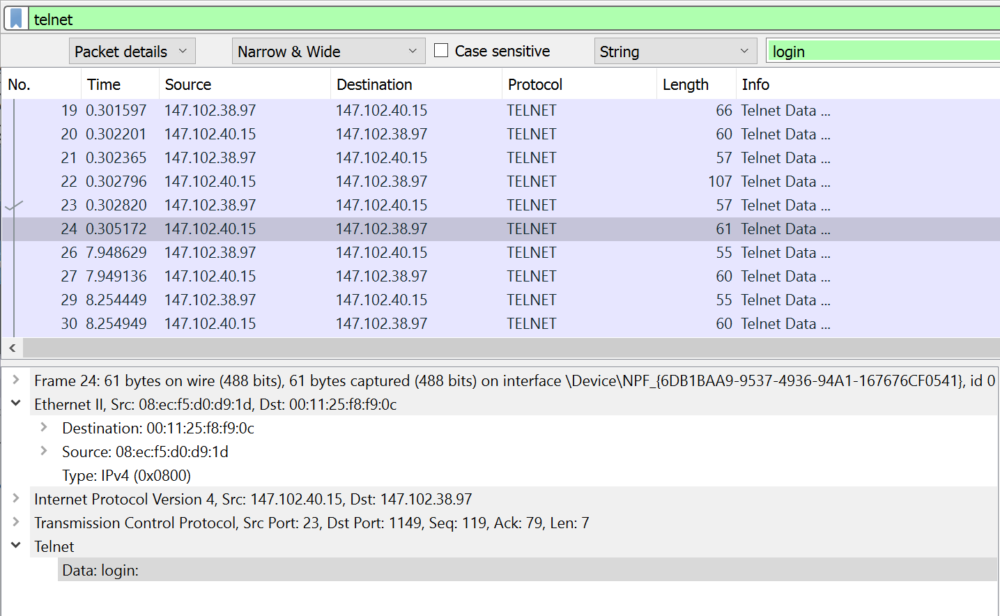 telnet
Packet details Narrow & Wide Case sensitive String login
No. Time Source Destination Protocol Length Info
19 0.301597 147.102.38.97 147.102.40.15 TELNET 66 Telnet Data ...
20 0.302201 147.102.40.15 147.102.38.97 TELNET 60 Telnet Data ...
21 0.302365 147.102.38.97 147.102.40.15 TELNET 57 Telnet Data ...
22 0.302796 147.102.40.15 147.102.38.97 TELNET 107 Telnet Data ...
23 0.302820 147.102.38.97 147.102.40.15 TELNET 57 Telnet Data ...
24 0.305172 147.102.40.15 147.102.38.97 TELNET 61 Telnet Data ...
26 7.948629 147.102.38.97 147.102.40.15 TELNET 55 Telnet Data ...
27 7.949136 147.102.40.15 147.102.38.97 TELNET 60 Telnet Data ...
29 8.254449 147.102.38.97 147.102.40.15 TELNET 55 Telnet Data ...
30 8.254949 147.102.40.15 147.102.38.97 TELNET 60 Telnet Data ...
Frame 24: 61 bytes on wire (488 bits), 61 bytes captured (488 bits) on interface \Device\NPF_{6DB1BAA9-9537-4936-94A1-167676CF0541}, id 0
Ethernet II, Src: 08:ec:f5:d0:d9:1d, Dst: 00:11:25:f8:f9:0c
Destination: 00:11:25:f8:f9:0c
Source: 08:ec:f5:d0:d9:1d
Type: IPv4 (0x0800)
Internet Protocol Version 4, Src: 147.102.40.15, Dst: 147.102.38.97
Transmission Control Protocol, Src Port: 23, Dst Port: 1149, Seq: 119, Ack: 79, Len: 7
Telnet
Data: login: